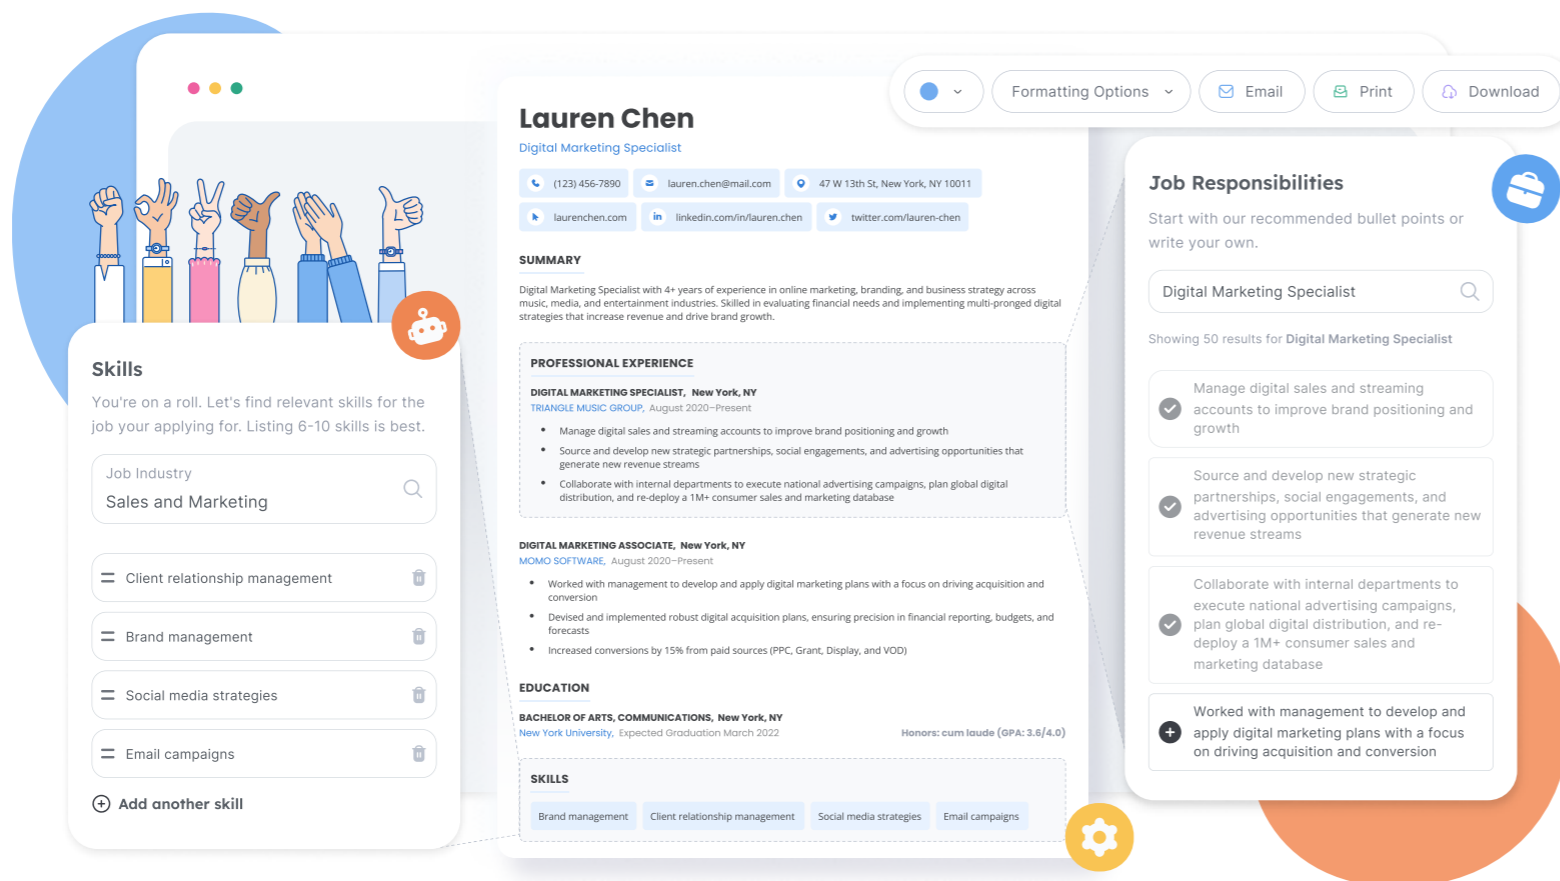 Formatting Options
Email
Print
Download
Lauren Chen
Digital Marketing Specialist
(123) 456-7890
lauren.chen@mail.com
47 W 13th St, New York, NY 10011
laurenchen.com
in
linkedin.com/in/lauren.chen
twitter.com/lauren-chen
SUMMARY
Digital Marketing Specialist with 4+ years of experience in online marketing, branding, and business strategy across
music, media, and entertainment industries. Skilled in evaluating financial needs and implementing multi-pronged digital
strategies that increase revenue and drive brand growth.
PROFESSIONAL EXPERIENCE
DIGITAL MARKETING SPECIALIST, New York, NY
TRIANGLE MUSIC GROUP, August 2020–Present
• Manage digital sales and streaming accounts to improve brand positioning and growth
• Source and develop new strategic partnerships, social engagements, and advertising opportunities that
generate new revenue streams
• Collaborate with internal departments to execute national advertising campaigns, plan global digital
distribution, and re-deploy a 1M+ consumer sales and marketing database
DIGITAL MARKETING ASSOCIATE, New York, NY
MOMO SOFTWARE, August 2020–Present
• Worked with management to develop and apply digital marketing plans with a focus on driving acquisition and
conversion
• Devised and implemented robust digital acquisition plans, ensuring precision in financial reporting, budgets, and
forecasts
• Increased conversions by 15% from paid sources (PPC, Grant, Display, and VOD)
EDUCATION
BACHELOR OF ARTS, COMMUNICATIONS, New York, NY
New York University, Expected Graduation March 2022
Honors: cum laude (GPA: 3.6/4.0)
SKILLS
Brand management
Client relationship management
Social media strategies
Email campaigns
Skills
You're on a roll. Let's find relevant skills for the
job your applying for. Listing 6-10 skills is best.
Job Industry
Sales and Marketing
Client relationship management
Brand management
Social media strategies
Email campaigns
Add another skill
Job Responsibilities
Start with our recommended bullet points or
write your own.
Digital Marketing Specialist
Showing 50 results for Digital Marketing Specialist
Manage digital sales and streaming
accounts to improve brand positioning and
growth
Source and develop new strategic
partnerships, social engagements, and
advertising opportunities that generate new
revenue streams
Collaborate with internal departments to
execute national advertising campaigns,
plan global digital distribution, and re-
deploy a 1M+ consumer sales and
marketing database
Worked with management to develop and
apply digital marketing plans with a focus
on driving acquisition and conversion